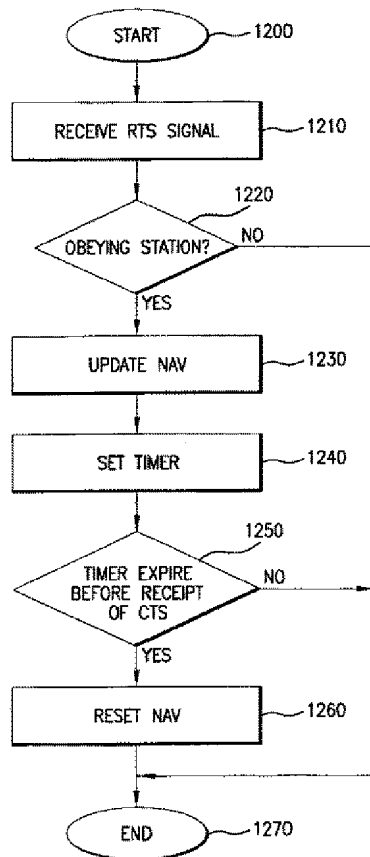 START
1200
RECEIVE RTS SIGNAL
1210
1220
OBEYING STATION?
NO
YES
UPDATE NAV
1230
SET TIMER
1240
1250
TIMER EXPIRE
BEFORE RECEIPT
OF CTS
NO
YES
RESET NAV
1260
END
1270